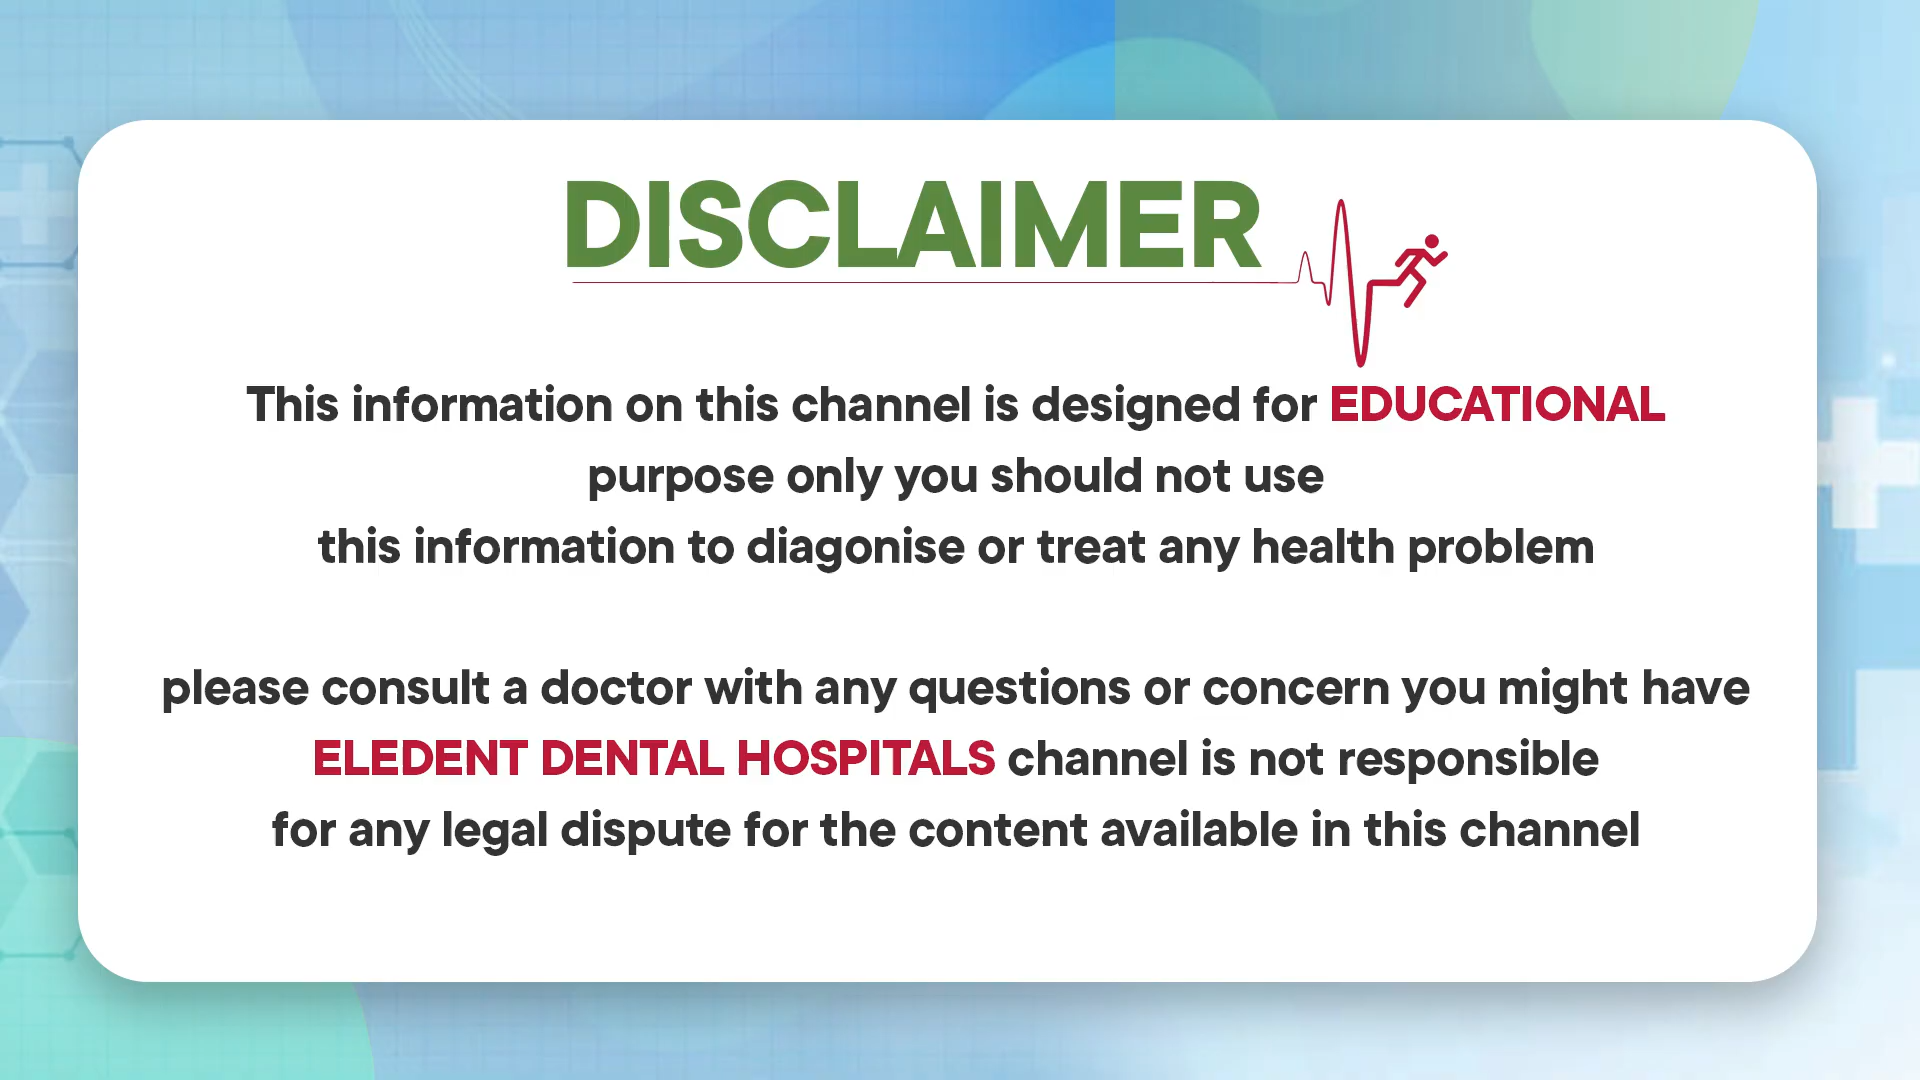 DISCLAIMER
This information on this channel is designed for EDUCATIONAL
purpose only you should not use
this information to diagonise or treat any health problem
please consult a doctor with any questions or concern you might have
ELEDENT DENTAL HOSPITALS channel is not responsible
for any legal dispute for the content available in this channel